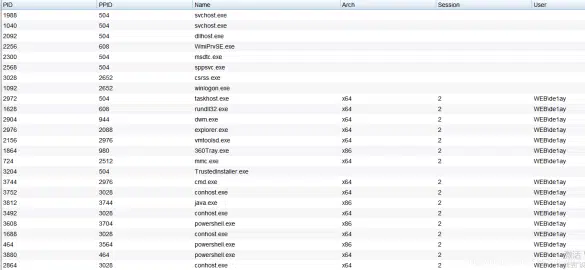 PID PPID Name Arch Session User
1988 504 svchost.exe
1040 504 svchost.exe
2092 504 dllhost.exe
2256 608 WmiPrvSE.exe
2300 504 msdtc.exe
2568 504 sppsvc.exe
3028 2652 csrss.exe
1092 2652 winlogon.exe
2972 504 taskhost.exe x64 2 WEB\de1ay
1628 608 rundll32.exe x64 2 WEB\de1ay
2904 944 dwm.exe x64 2 WEB\de1ay
2976 2088 explorer.exe x64 2 WEB\de1ay
2156 2976 vmtoolsd.exe x64 2 WEB\de1ay
1864 980 360Tray.exe x86 2 WEB\de1ay
724 2512 mmc.exe x64 2 WEB\de1ay
3204 504 TrustedInstaller.exe
3744 2976 cmd.exe x64 2 WEB\de1ay
3752 3028 conhost.exe x64 2 WEB\de1ay
3812 3744 java.exe x86 2 WEB\de1ay
3492 3028 conhost.exe x64 2 WEB\de1ay
3608 3704 powershell.exe x86 2 WEB\de1ay
1688 3028 conhost.exe x64 2 WEB\de1ay
464 3564 powershell.exe x64 2 WEB\de1ay
3880 464 powershell.exe x86 2 WEB\de1ay
2864 3028 conhost.exe x64 2 WEB\de1ay